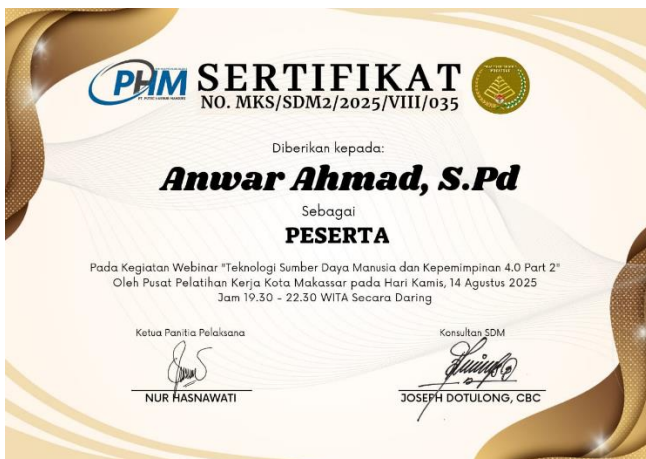 PHM
SERTIFIKAT
NO. MKS/SDM2/2025/VIII/035
Diberikan kepada:
Anwar Ahmad, S.Pd
Sebagai
PESERTA
Pada Kegiatan Webinar "Teknologi Sumber Daya Manusia dan Kepemimpinan 4.0 Part 2"
Oleh Pusat Pelatihan Kerja Kota Makassar pada Hari Kamis, 14 Agustus 2025
Jam 19.30 - 22.30 WITA Secara Daring
Ketua Panitia Pelaksana
NUR HASNAWATI
Konsultan SDM
JOSEPH DOTULONG, CBC